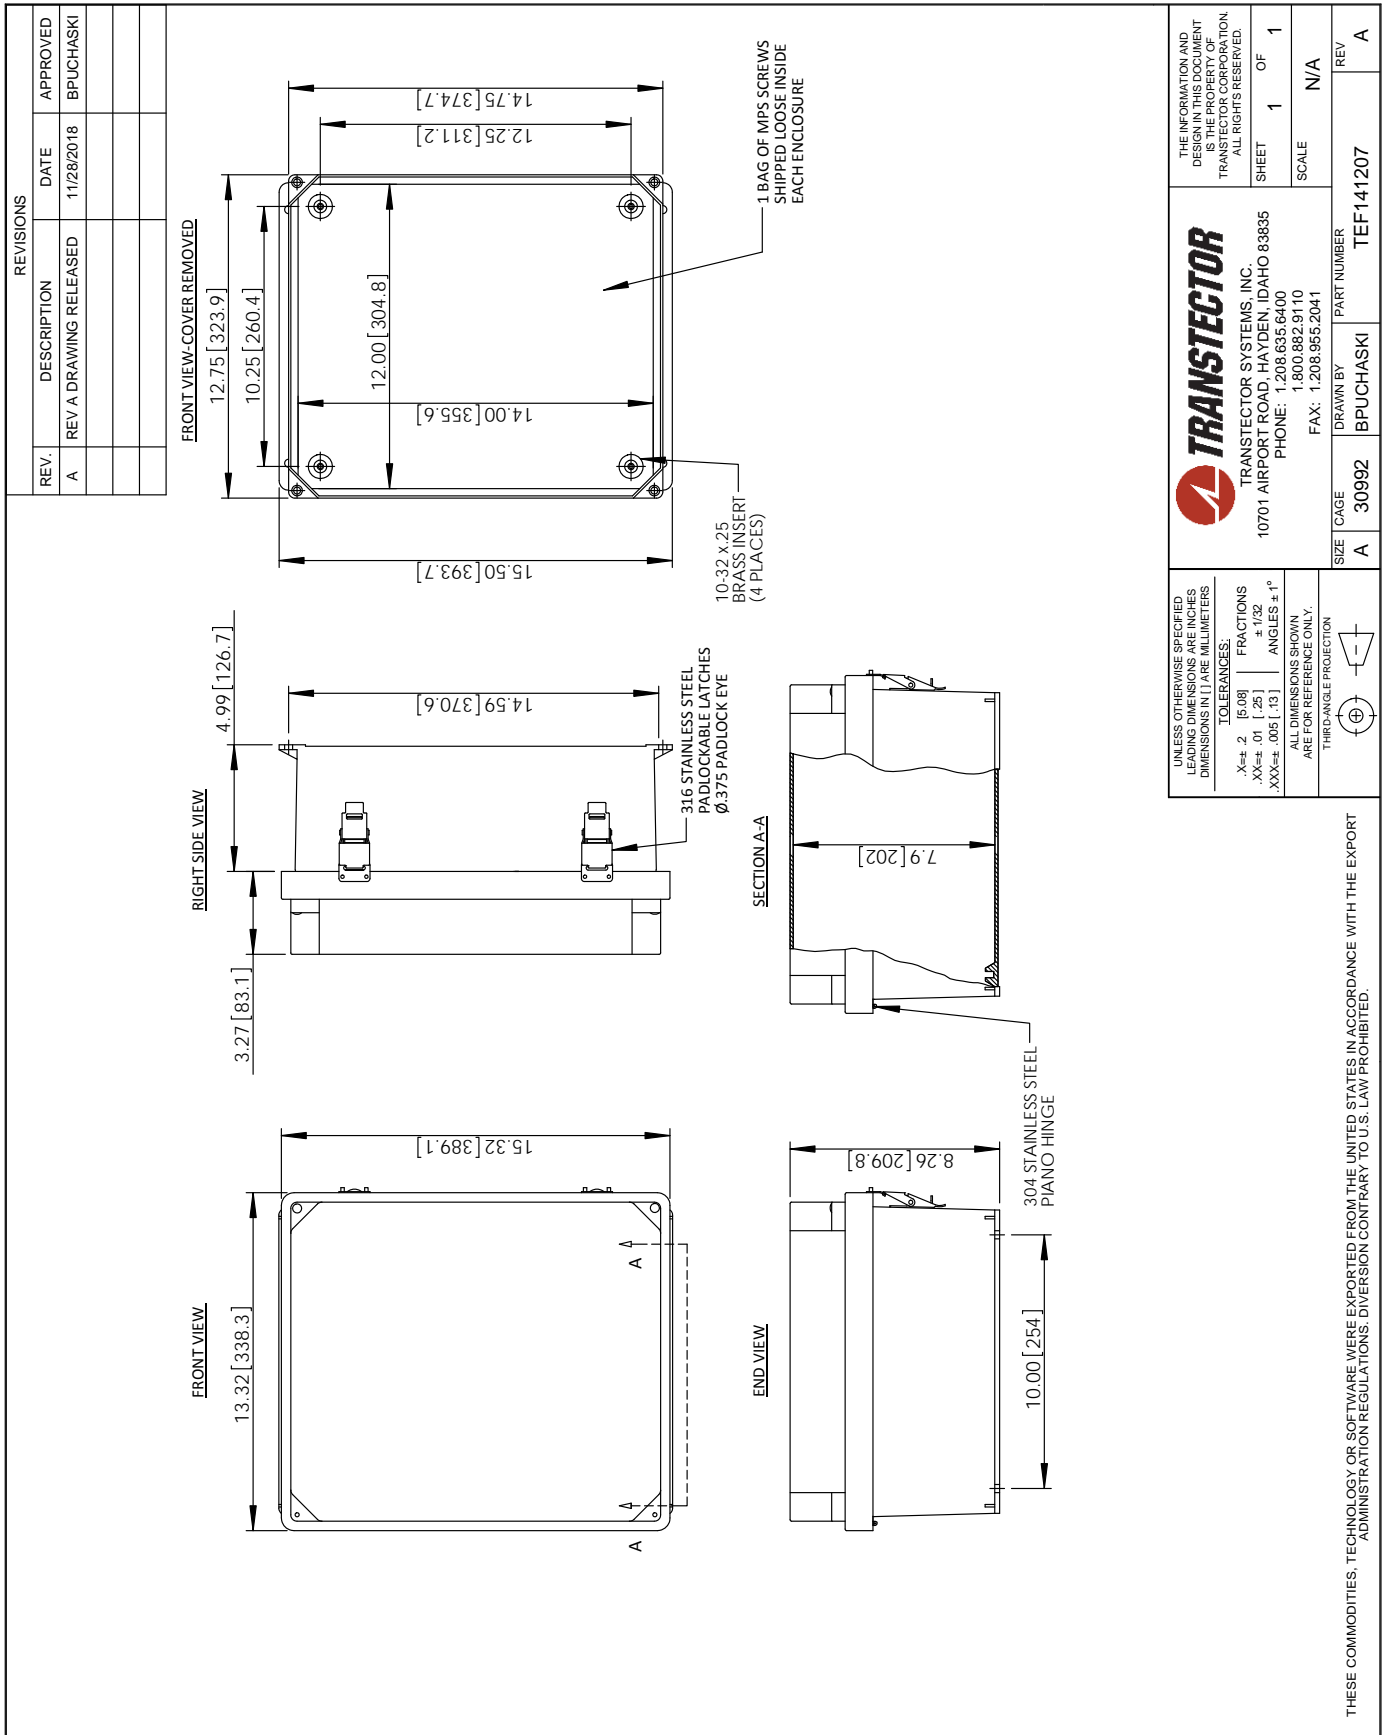 REVISIONS
REV.
DESCRIPTION
DATE
APPROVED
A
REV A DRAWING RELEASED
11/28/2018
BPUCHASKI
FRONT VIEW
13.32 [338.3]
15.32 [389.1]
A
A
RIGHT SIDE VIEW
3.27 [83.1]
4.99 [126.7]
14.59 [370.6]
316 STAINLESS STEEL
PADLOCKABLE LATCHES
Ø.375 PADLOCK EYE
FRONT VIEW-COVER REMOVED
12.75 [323.9]
10.25 [260.4]
12.00 [304.8]
14.00 [355.6]
15.50 [393.7]
12.25 [311.2]
14.75 [374.7]
10-32 x.25
BRASS INSERT
(4 PLACES)
1 BAG OF MPS SCREWS
SHIPPED LOOSE INSIDE
EACH ENCLOSURE
END VIEW
8.26 [209.8]
10.00 [254]
304 STAINLESS STEEL
PIANO HINGE
SECTION A-A
7.9 [202]
UNLESS OTHERWISE SPECIFIED
LEADING DIMENSIONS ARE INCHES
DIMENSIONS IN [ ] ARE MILLIMETERS
TOLERANCES:
.X=± .2 [5.08]
.XX=± .01 [.25]
.XXX=± .005 [.13]
FRACTIONS
± 1/32
ANGLES ± 1°
ALL DIMENSIONS SHOWN
ARE FOR REFERENCE ONLY.
THIRD-ANGLE PROJECTION
TRANSTECTOR
TRANSTECTOR SYSTEMS, INC.
10701 AIRPORT ROAD, HAYDEN, IDAHO 83835
PHONE: 1.208.635.6400
1.800.882.9110
FAX: 1.208.955.2041
THE INFORMATION AND
DESIGN IN THIS DOCUMENT
IS THE PROPERTY OF
TRANSTECTOR CORPORATION.
ALL RIGHTS RESERVED.
SHEET 1 OF 1
SCALE N/A
SIZE A
CAGE 30992
DRAWN BY BPUCHASKI
PART NUMBER TEF141207
REV A
THESE COMMODITIES, TECHNOLOGY OR SOFTWARE WERE EXPORTED FROM THE UNITED STATES IN ACCORDANCE WITH THE EXPORT
ADMINISTRATION REGULATIONS. DIVERSION CONTRARY TO U.S. LAW PROHIBITED.